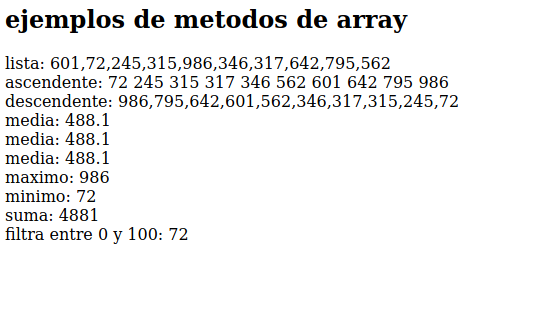 ejemplos de metodos de array
lista: 601,72,245,315,986,346,317,642,795,562
ascendente: 72 245 315 317 346 562 601 642 795 986
descendente: 986,795,642,601,562,346,317,315,245,72
media: 488.1
media: 488.1
media: 488.1
maximo: 986
minimo: 72
suma: 4881
filtra entre 0 y 100: 72